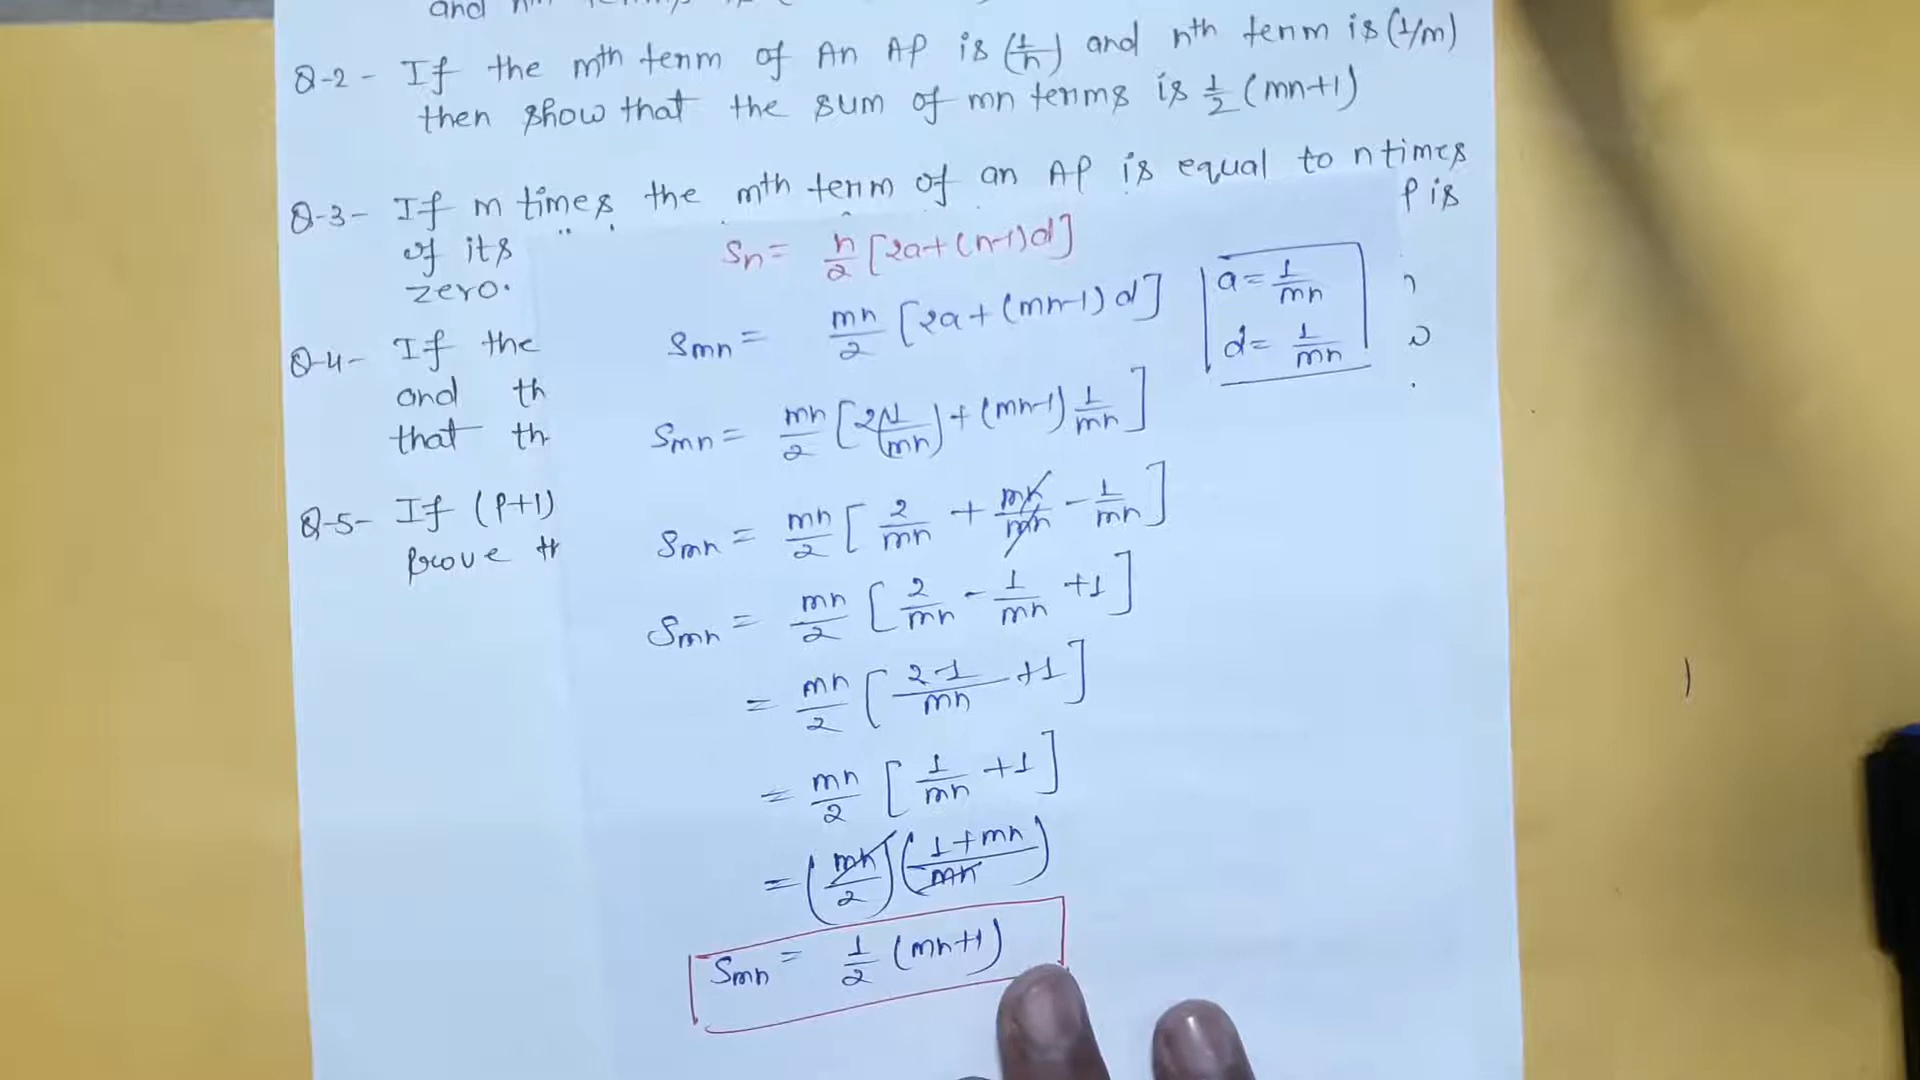 and
Q-2- If the mth term of An AP is (1/n) and nth term is (1/m)
then show that the sum of mn terms is 1/2 (mn+1)
Q-3- If m times the mth term of an AP is equal to n times
of its
P is
zero.
Sn = n/2 [2a+(n-1)d]
Smn = mn/2 [2a+(mn-1)d]
a = 1/mn
d = 1/mn
Q-4- If the
and th
that th
Smn = mn/2 [2(1/mn)+(mn-1) 1/mn]
Q-5- If (P+1)
prove th
Smn = mn/2 [2/mn + mn/mn - 1/mn]
Smn = mn/2 [2/mn - 1/mn +1]
= mn/2 [2-1/mn +1]
= mn/2 [1/mn +1]
= (mn/2) (1+mn/mn)
Smn = 1/2 (mn+1)